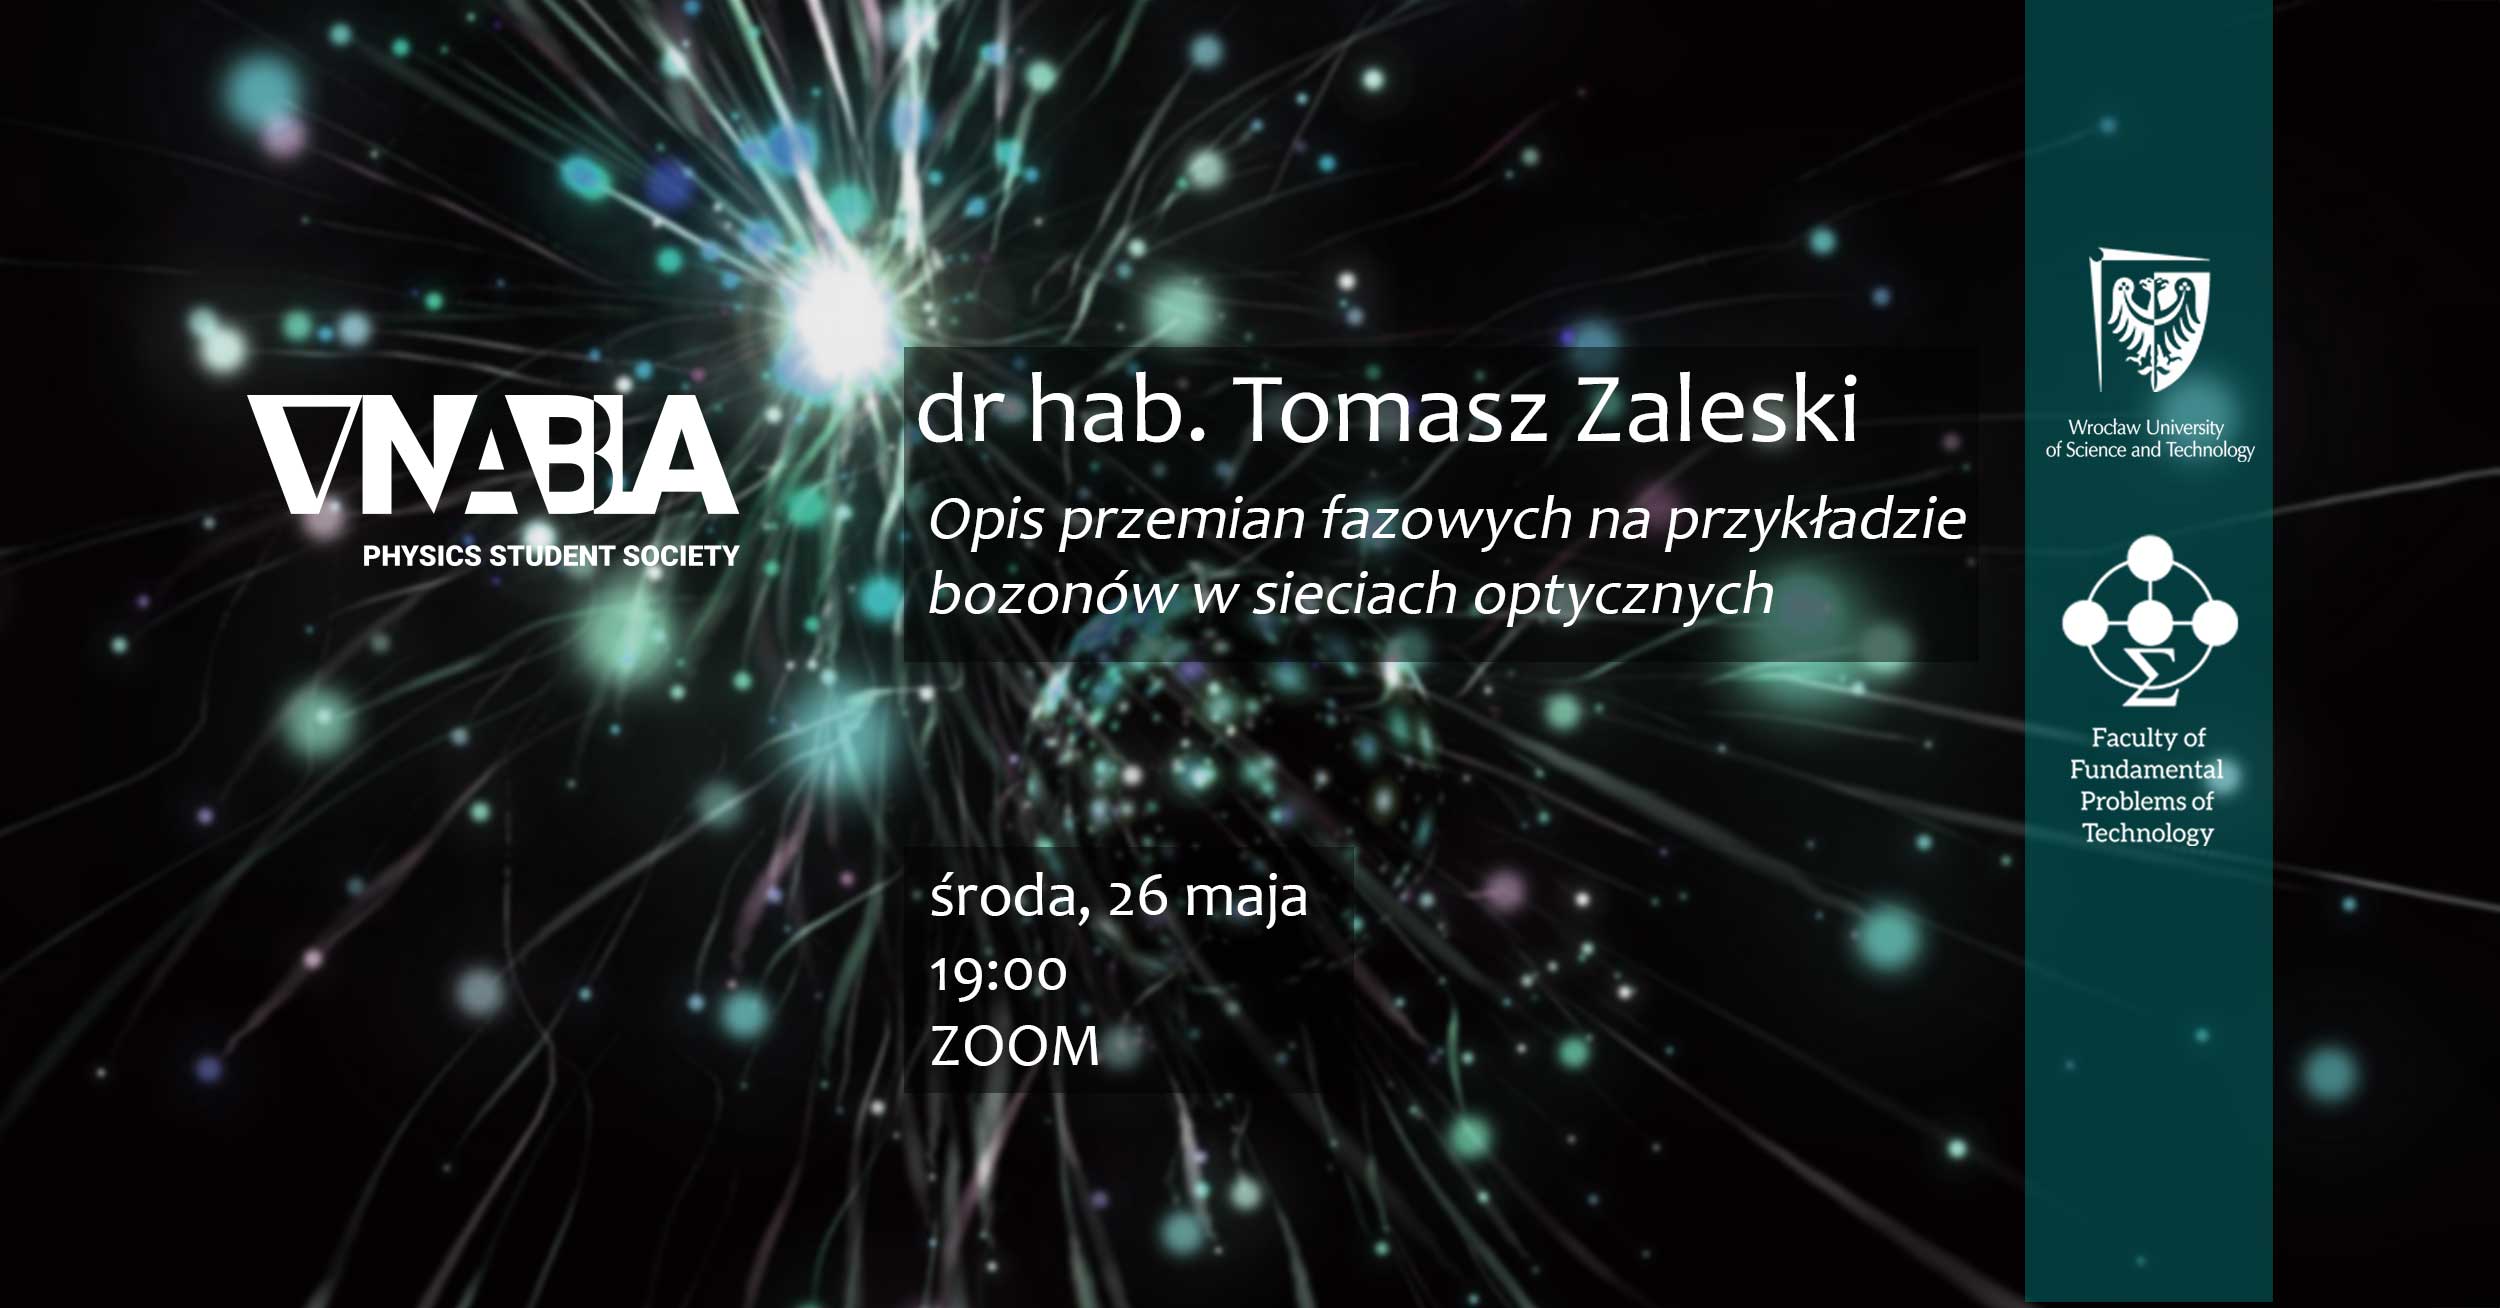 ∇NABLA
PHYSICS STUDENT SOCIETY
dr hab. Tomasz Zaleski
Opis przemian fazowych na przykładzie
bozonów w sieciach optycznych
środa, 26 maja
19:00
ZOOM
Wrocław University
of Science and Technology
Σ
Faculty of
Fundamental
Problems of
Technology